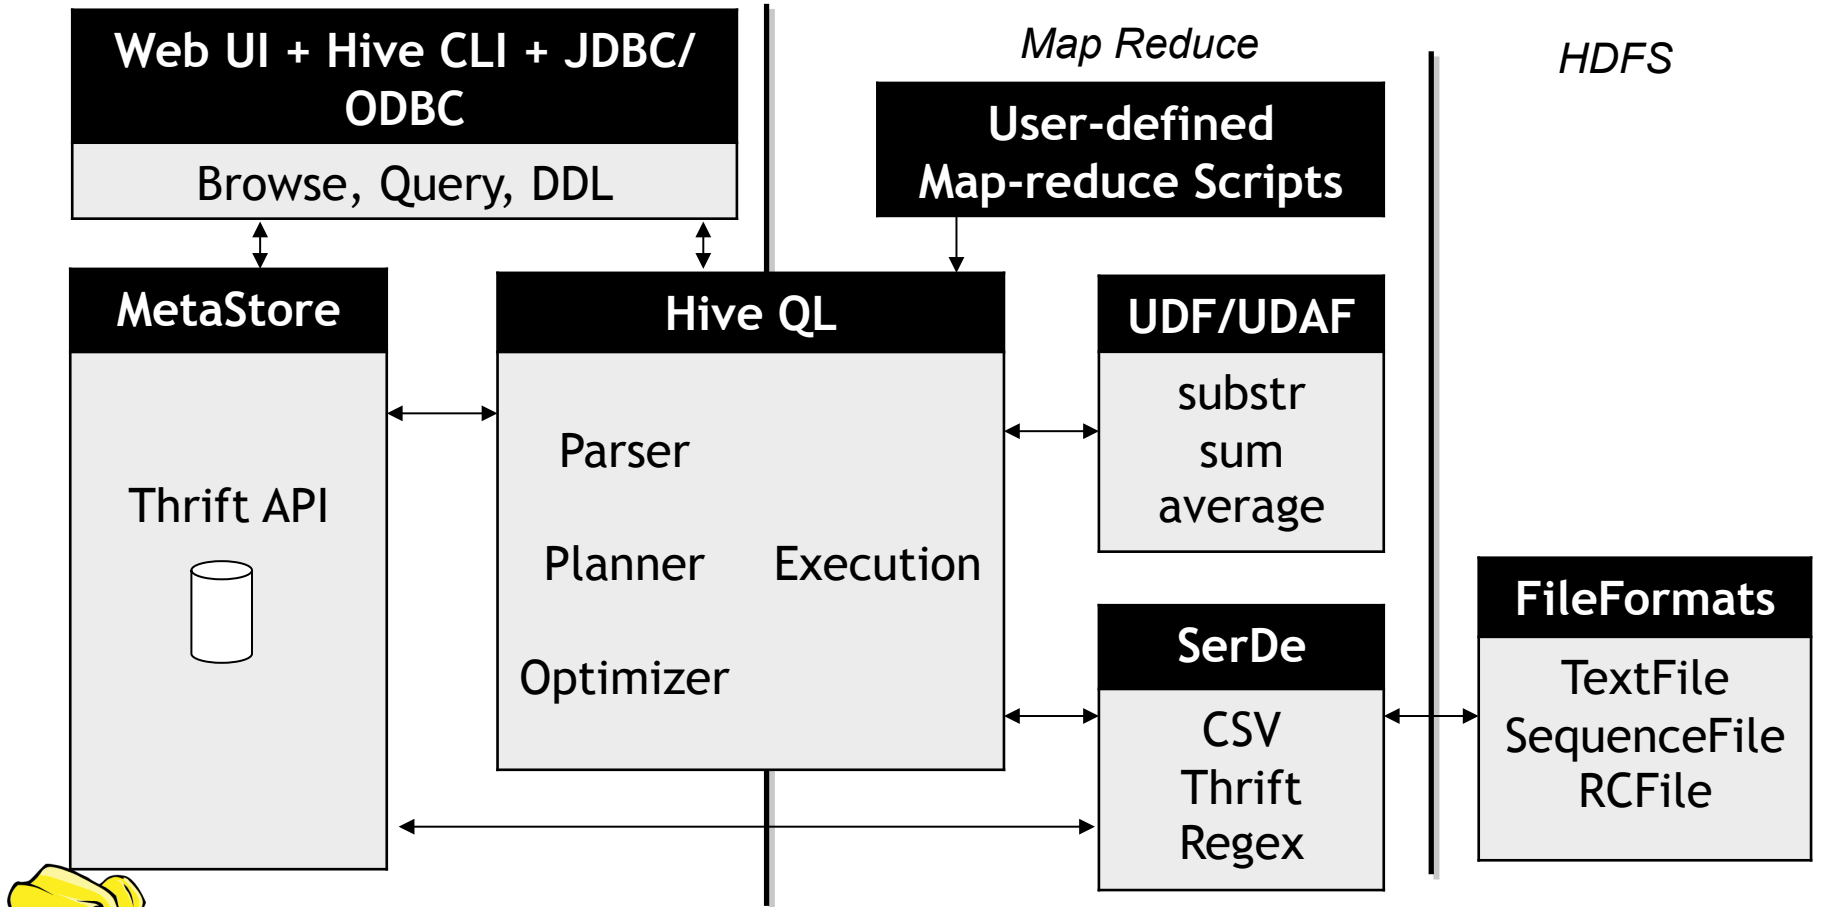 Web UI + Hive CLI + JDBC/
ODBC
Browse, Query, DDL
Map Reduce
HDFS
User-defined
Map-reduce Scripts
MetaStore
Thrift API
Hive QL
Parser
Planner
Execution
Optimizer
UDF/UDAF
substr
sum
average
SerDe
CSV
Thrift
Regex
FileFormats
TextFile
SequenceFile
RCFile